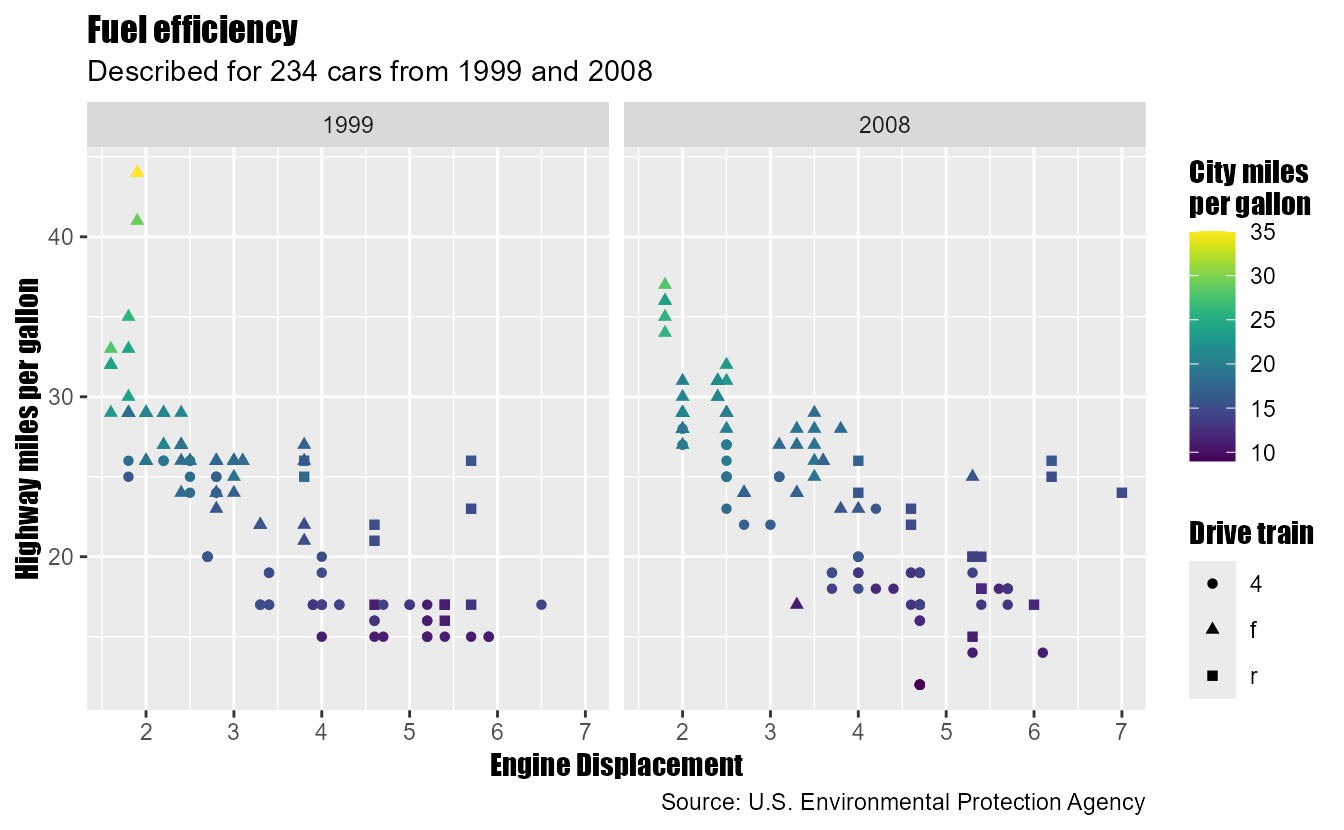 Fuel efficiency
Described for 234 cars from 1999 and 2008
1999
2008
Highway miles per gallon
40
30
20
2 3 4 5 6 7
2 3 4 5 6 7
Engine Displacement
City miles
per gallon
35
30
25
20
15
10
Drive train
4
f
r
Source: U.S. Environmental Protection Agency